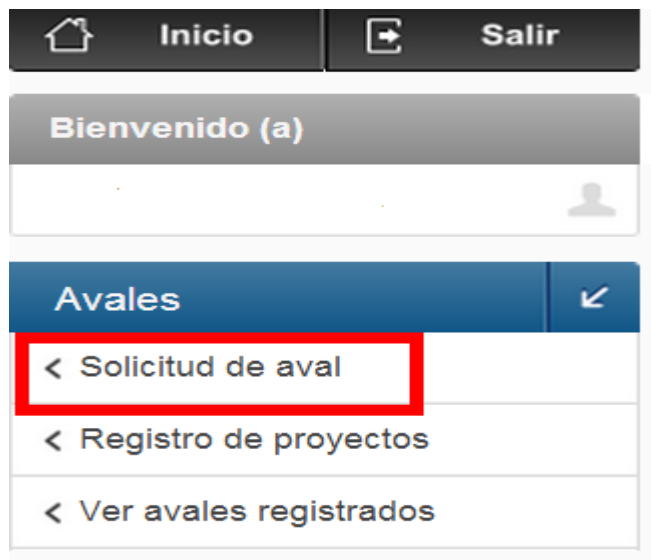 Inicio Salir
Bienvenido (a)
Avales
Solicitud de aval
Registro de proyectos
Ver avales registrados